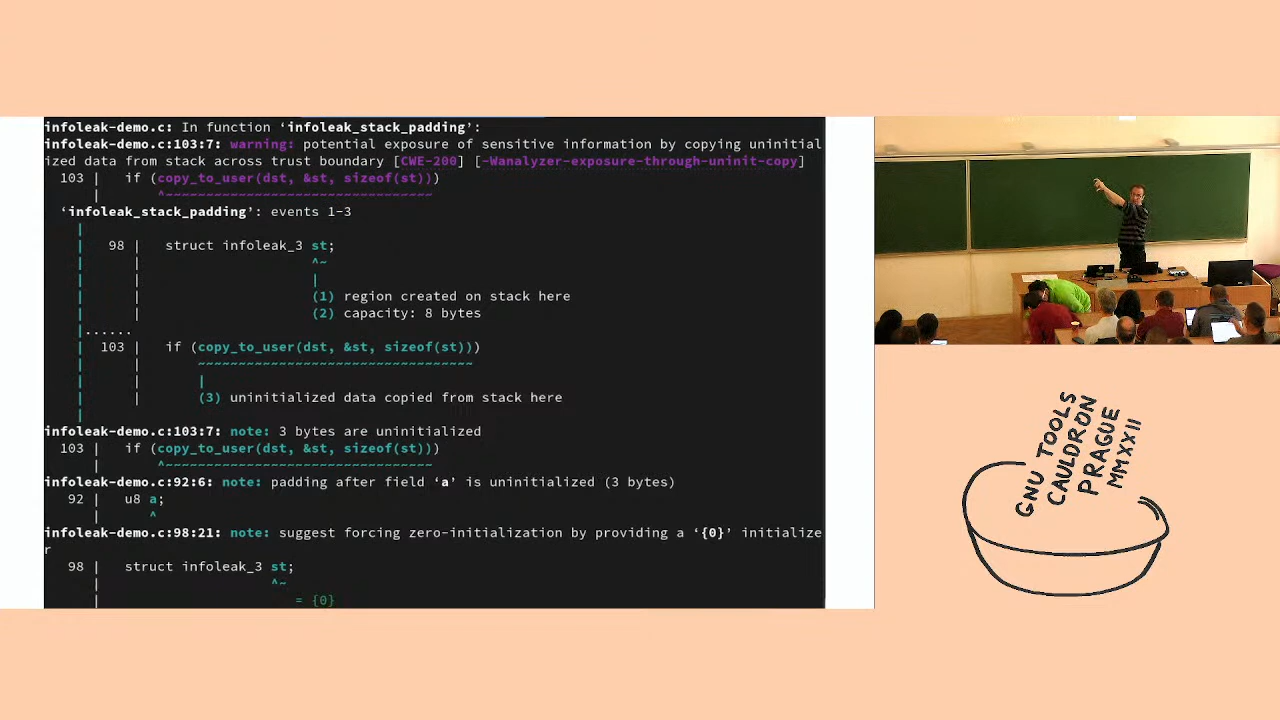 infoleak-demo.c: In function ‘infoleak_stack_padding’:
infoleak-demo.c:103:7: warning: potential exposure of sensitive information by copying uninitial
ized data from stack across trust boundary [CWE-200] [-Wanalyzer-exposure-through-uninit-copy]
103 | if (copy_to_user(dst, &st, sizeof(st)))
| ^~~~~~~~~~~~~~~~~~~~~~~~~~~~~~~~~~
‘infoleak_stack_padding’: events 1-3
|
| 98 | struct infoleak_3 st;
| | ^~
| | |
| | (1) region created on stack here
| | (2) capacity: 8 bytes
|......
| 103 | if (copy_to_user(dst, &st, sizeof(st)))
| | ~~~~~~~~~~~~~~~~~~~~~~~~~~~~~~~~~~
| | |
| | (3) uninitialized data copied from stack here
|
infoleak-demo.c:103:7: note: 3 bytes are uninitialized
103 | if (copy_to_user(dst, &st, sizeof(st)))
| ^~~~~~~~~~~~~~~~~~~~~~~~~~~~~~~~~~
infoleak-demo.c:92:6: note: padding after field ‘a’ is uninitialized (3 bytes)
92 | u8 a;
| ^
infoleak-demo.c:98:21: note: suggest forcing zero-initialization by providing a ‘{0}’ initialize
r
98 | struct infoleak_3 st;
| ^~
| = {0}
GNU TOOLS
CAULDRON
PRAGUE
MMXXII